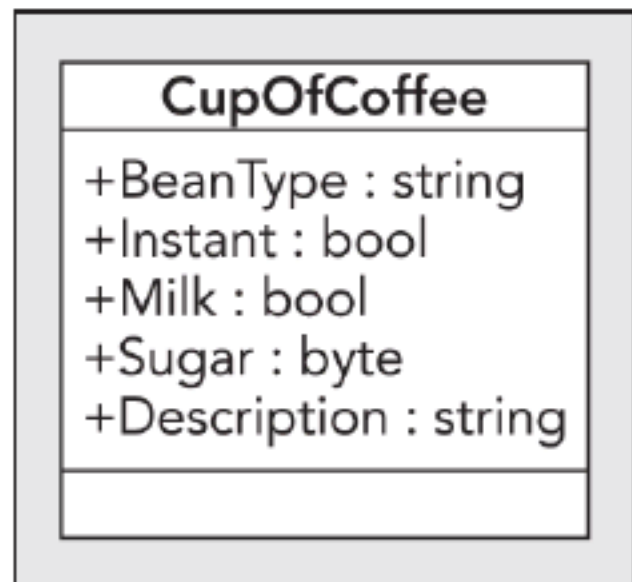 CupOfCoffee
+BeanType : string
+Instant : bool
+Milk : bool
+Sugar : byte
+Description : string